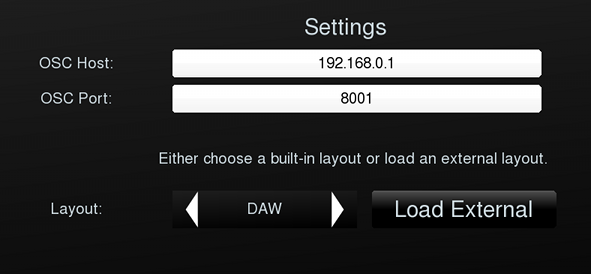 Settings
OSC Host: 192.168.0.1
OSC Port: 8001
Either choose a built-in layout or load an external layout.
Layout: DAW Load External